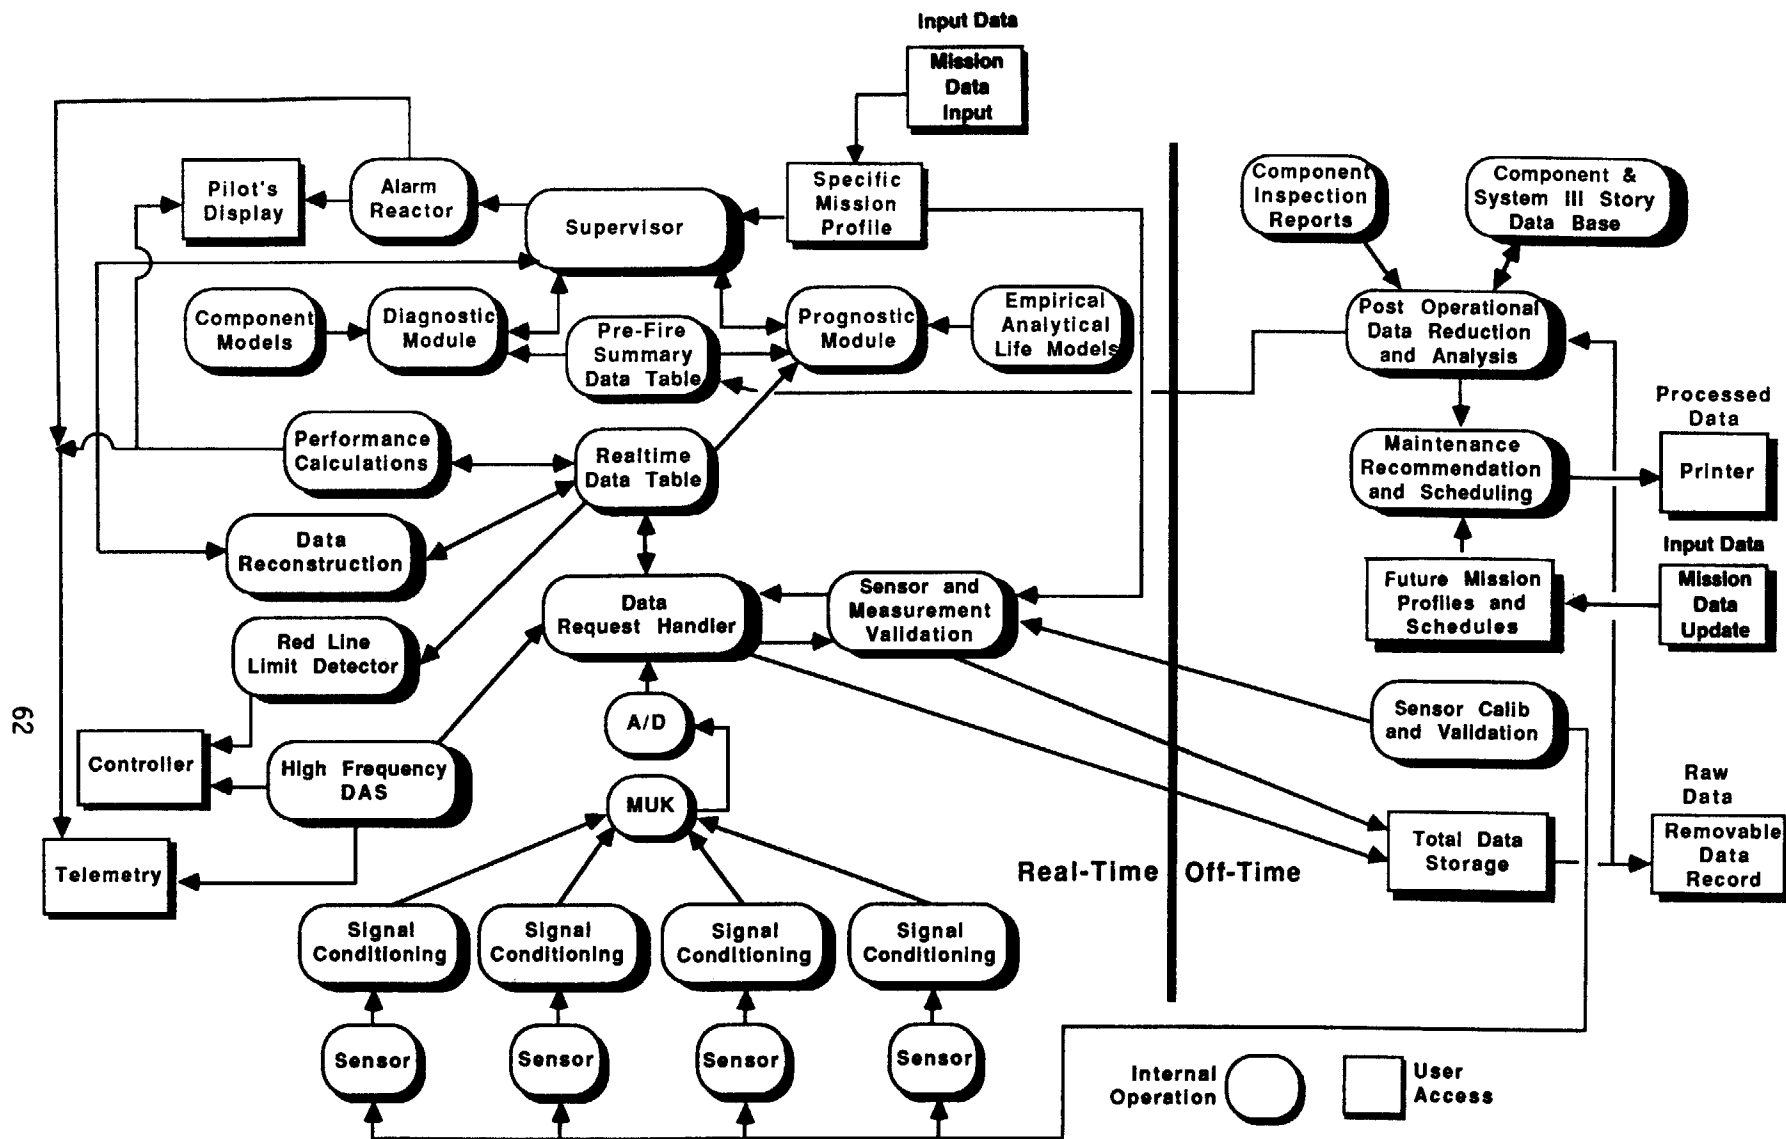 Input Data
Mission
Data
Input
Pilot's
Display
Alarm
Reactor
Supervisor
Specific
Mission
Profile
Component
Inspection
Reports
Component &
System III Story
Data Base
Component
Models
Diagnostic
Module
Pre-Fire
Summary
Data Table
Prognostic
Module
Empirical
Analytical
Life Models
Post Operational
Data Reduction
and Analysis
Processed
Data
Printer
Performance
Calculations
Realtime
Data Table
Maintenance
Recommendation
and Scheduling
Data
Reconstruction
Data
Request Handler
Sensor and
Measurement
Validation
Future Mission
Profiles and
Schedules
Input Data
Mission
Data
Update
Red Line
Limit Detector
A/D
Sensor Calib
and Validation
62
Controller
High Frequency
DAS
MUK
Raw
Data
Removable
Data
Record
Total Data
Storage
Telemetry
Real-Time
Off-Time
Signal
Conditioning
Signal
Conditioning
Signal
Conditioning
Signal
Conditioning
Sensor
Sensor
Sensor
Sensor
Internal
Operation
User
Access